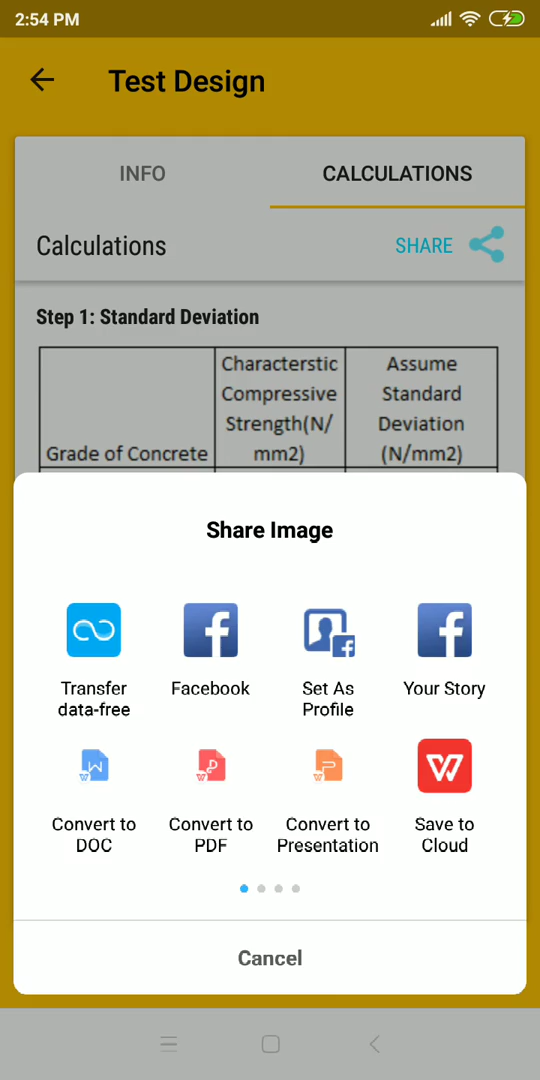 2:54 PM
Test Design
INFO
CALCULATIONS
Calculations
SHARE
Step 1: Standard Deviation
Grade of Concrete
Characterstic
Compressive
Strength(N/
mm2)
Assume
Standard
Deviation
(N/mm2)
Share Image
Transfer
data-free
Facebook
Set As
Profile
Your Story
Convert to
DOC
Convert to
PDF
Convert to
Presentation
Save to
Cloud
Cancel